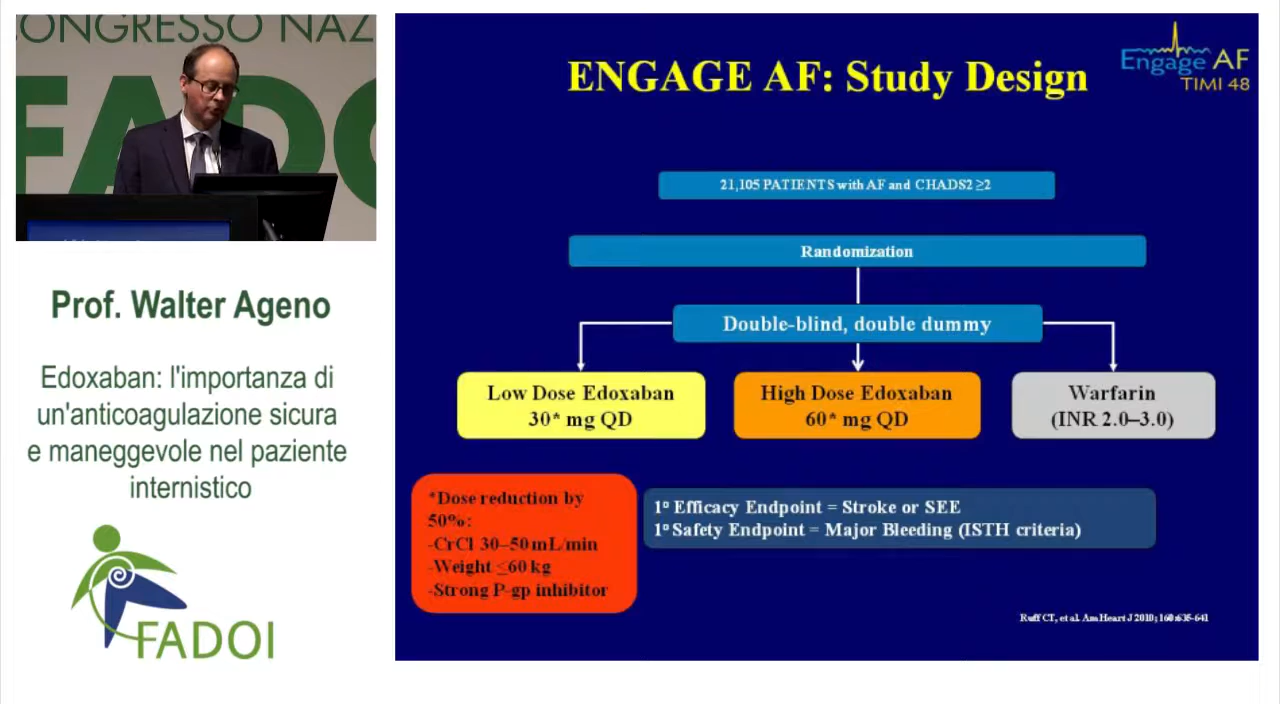 CONGRESSO NAZ
FADO
Prof. Walter Ageno
Edoxaban: l'importanza di
un'anticoagulazione sicura
e maneggevole nel paziente
internistico
FADOI
ENGAGE AF: Study Design
Engage AF
TIMI 48
21,105 PATIENTS with AF and CHADS2 ≥2
Randomization
Double-blind, double dummy
Low Dose Edoxaban
30* mg QD
High Dose Edoxaban
60* mg QD
Warfarin
(INR 2.0–3.0)
*Dose reduction by
50%:
-CrCl 30–50 mL/min
-Weight ≤60 kg
-Strong P-gp inhibitor
1º Efficacy Endpoint = Stroke or SEE
1º Safety Endpoint = Major Bleeding (ISTH criteria)
Ruff CT, et al. Am Heart J 2010; 160:635-641